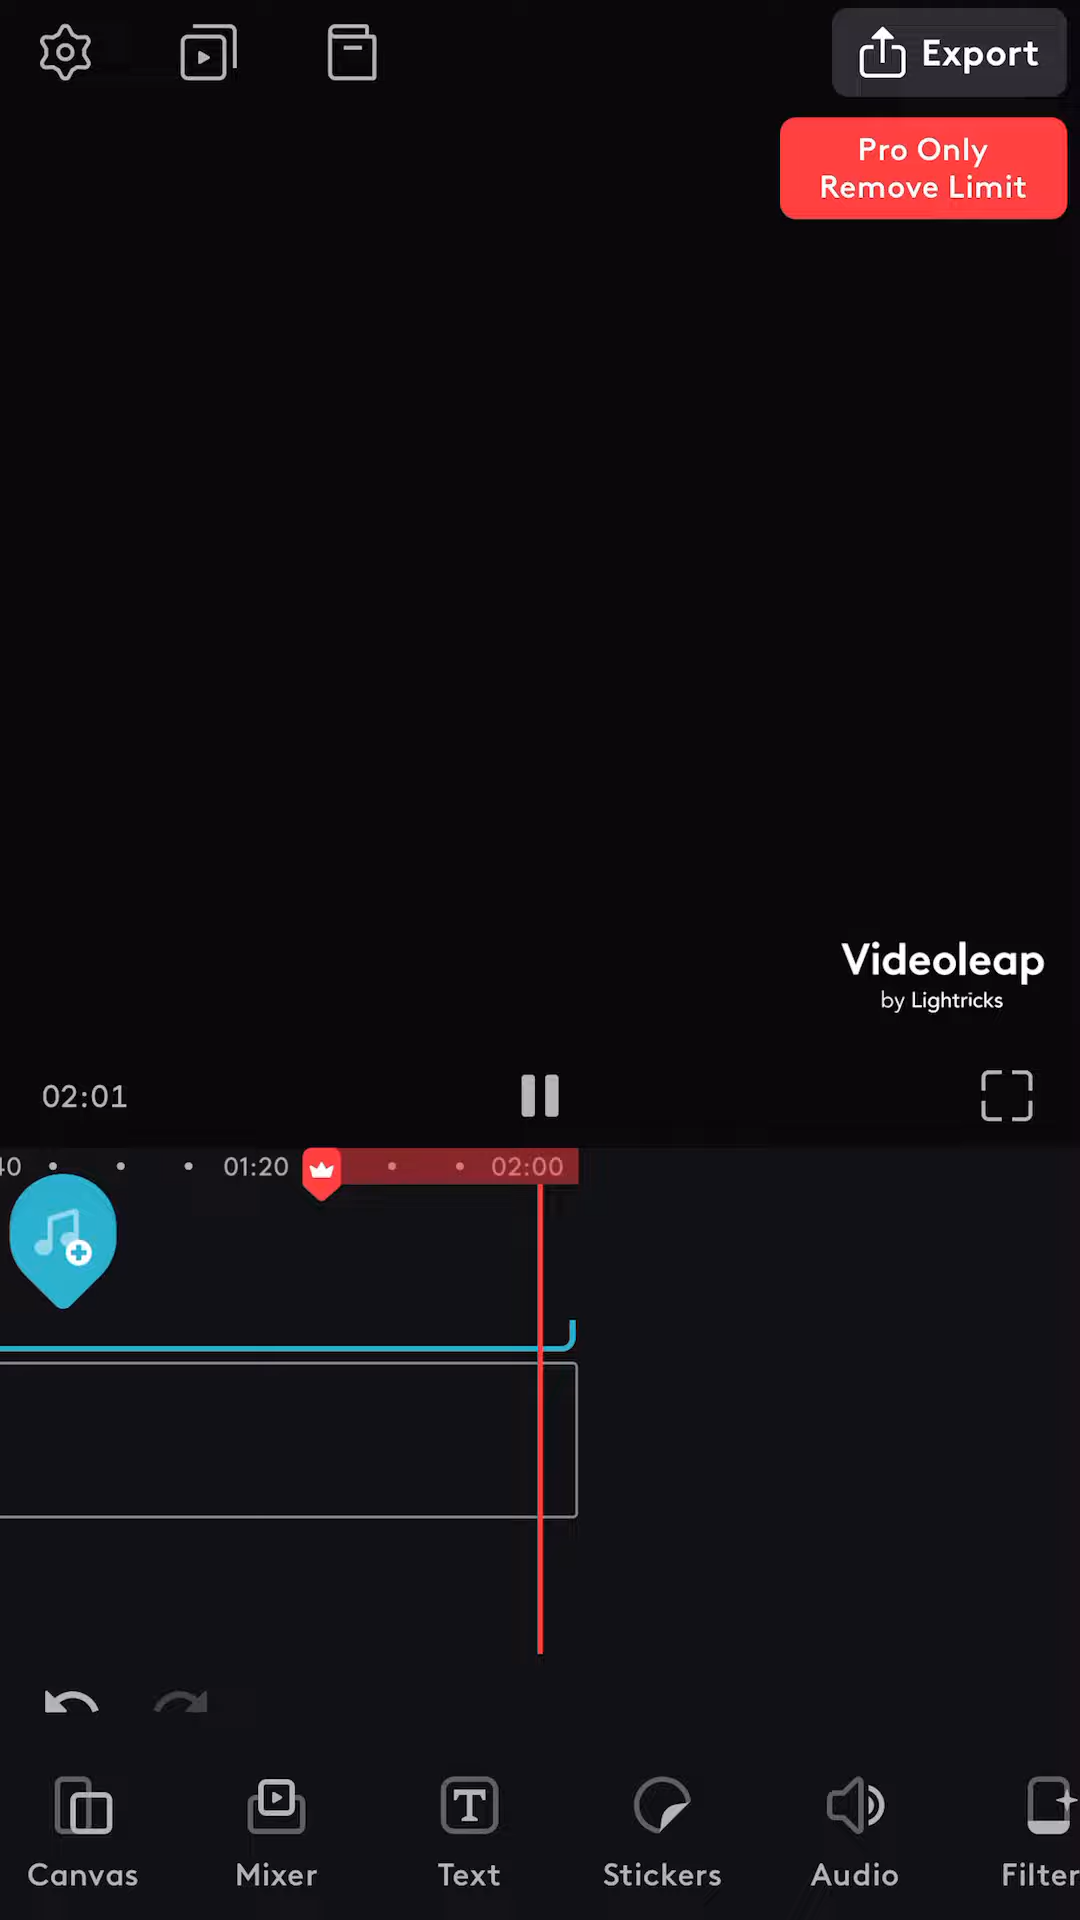 Export
Pro Only
Remove Limit
Videoleap
by Lightricks
02:01
40
01:20
02:00
T
Canvas
Mixer
Text
Stickers
Audio
Filter